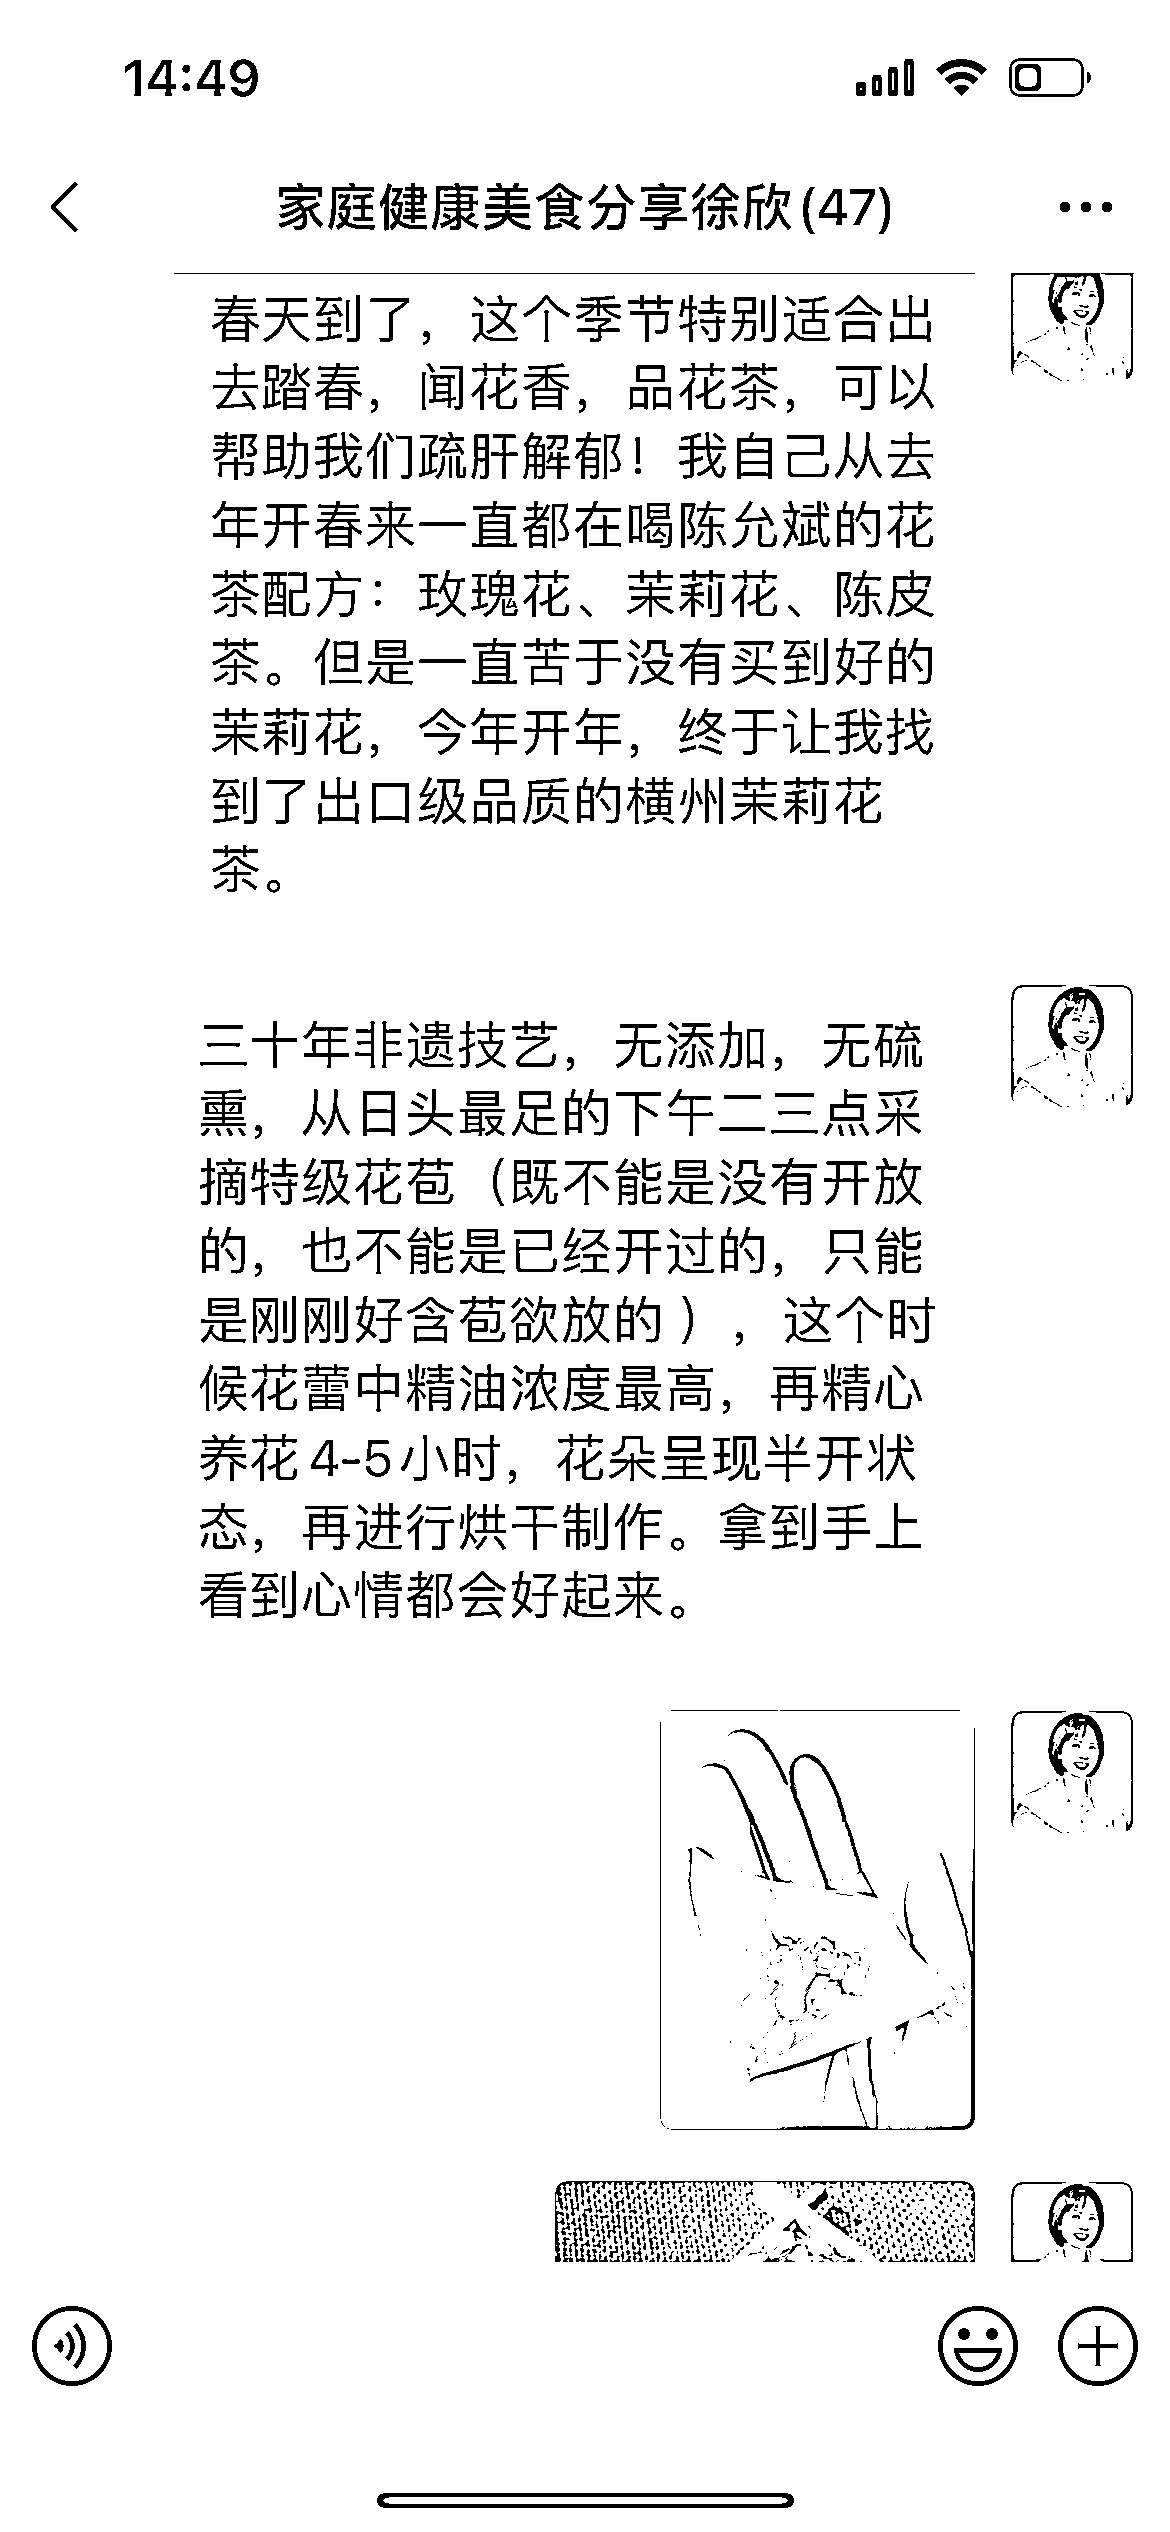 14:49
家庭健康美食分享徐欣(47)
春天到了，这个季节特别适合出
去踏春，闻花香，品花茶，可以
帮助我们疏肝解郁！我自己从去
年开春来一直都在喝陈允斌的花
茶配方：玫瑰花、茉莉花、陈皮
茶。但是一直苦于没有买到好的
茉莉花，今年开年，终于让我找
到了出口级品质的横州茉莉花
茶。
三十年非遗技艺，无添加，无硫
熏，从日头最足的下午二三点采
摘特级花苞（既不能是没有开放
的，也不能是已经开过的，只能
是刚刚好含苞欲放的 ），这个时
候花蕾中精油浓度最高，再精心
养花4-5小时，花朵呈现半开状
态，再进行烘干制作。拿到手上
看到心情都会好起来。